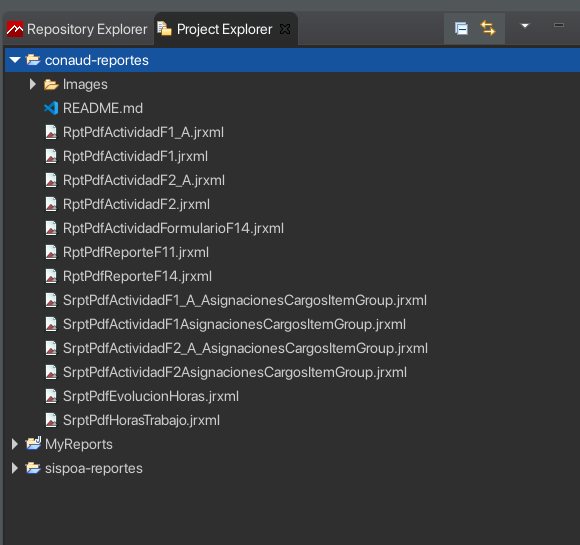 Repository Explorer Project Explorer
conaud-reportes
Images
README.md
RptPdfActividadF1_A.jrxml
RptPdfActividadF1.jrxml
RptPdfActividadF2_A.jrxml
RptPdfActividadF2.jrxml
RptPdfActividadFormularioF14.jrxml
RptPdfReporteF11.jrxml
RptPdfReporteF14.jrxml
SrptPdfActividadF1_A_AsignacionesCargosItemGroup.jrxml
SrptPdfActividadF1AsignacionesCargosItemGroup.jrxml
SrptPdfActividadF2_A_AsignacionesCargosItemGroup.jrxml
SrptPdfActividadF2AsignacionesCargosItemGroup.jrxml
SrptPdfEvolucionHoras.jrxml
SrptPdfHorasTrabajo.jrxml
MyReports
sispoa-reportes